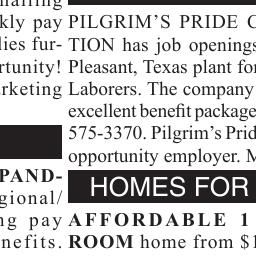 kly pay
lies fur-
rtunity!
rketing
PAND-
gional/
ng pay
nefits.
PILGRIM'S PRIDE
TION has job openings
Pleasant, Texas plant for
Laborers. The company
excellent benefit package
575-3370. Pilgrim's Prid
opportunity employer. M
HOMES FOR
AFFORDABLE 1
ROOM home from $1